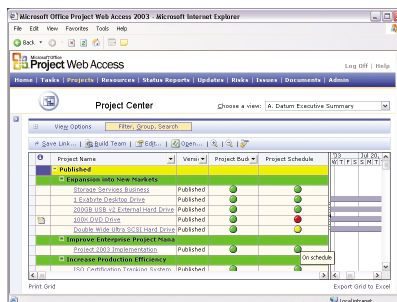 Microsoft Office Project Web Access 2003 - Microsoft Internet Explorer
File Edit View Favorites Tools Help
Back
Microsoft Office
Project Web Access
Log Off | Help
Home | Tasks | Projects | Resources | Status Reports | Updates | Risks | Issues | Documents | Admin
Project Center
Choose a view: A. Datum Executive Summary
View Options Filter, Group, Search
Save Link... | Build Team | Edit... | Open... |
Project Name Versi Project Bud Project Schedule '03 Jul 20,
W T F S S M T
Published
Expansion into New Markets
Storage Services Business Published
1 Exabyte Desktop Drive Published
200GB USB v2 External Hard Drive Published
100X DVD Drive Published
Double Wide Ultra SCSI Hard Drive Published
Improve Enterprise Project Mana
Project 2003 Implementation Published
On schedule
Increase Production Efficiency
ISO Certification Tracking System Published
Print Grid Export Grid to Excel
Local intranet